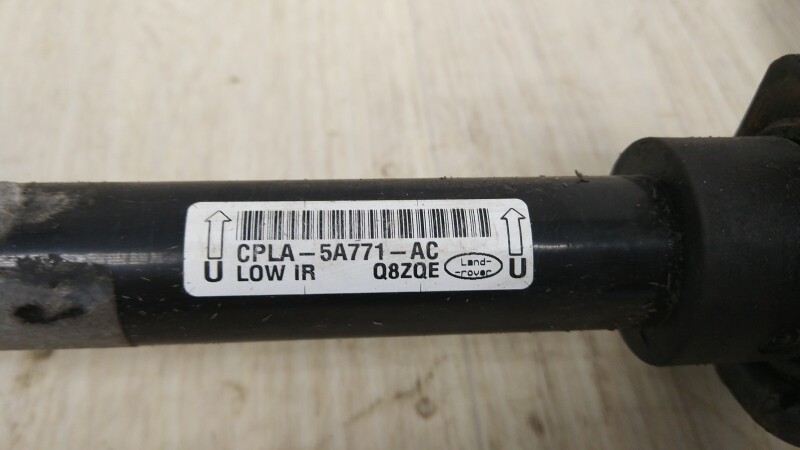 CPLA-5A771-AC
U LOW IR Q8ZQE Land-
-rover U